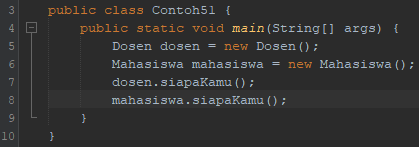 3 public class Contoh5l {
4 public static void main(String[] args) {
5 Dosen dosen = new Dosen();
6 Mahasiswa mahasiswa = new Mahasiswa();
7 dosen.siapaKamu();
8 mahasiswa.siapaKamu();
9 }
10 }